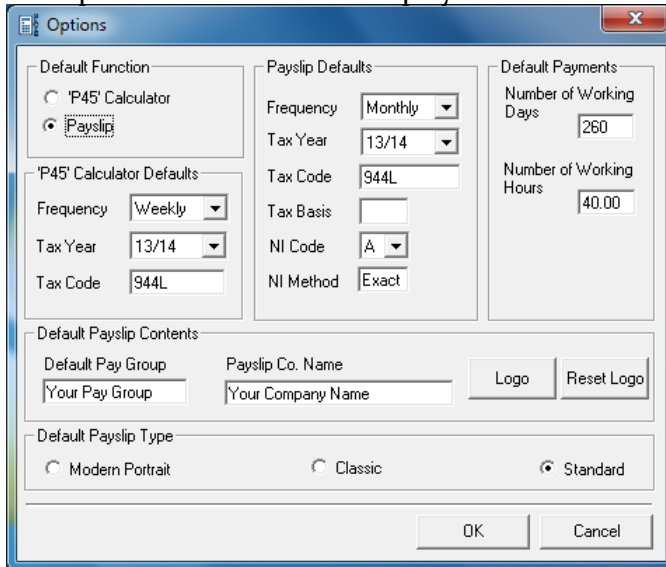 Options
Default Function
'P45' Calculator
Payslip
'P45' Calculator Defaults
Frequency Weekly
Tax Year 13/14
Tax Code 944L
Payslip Defaults
Frequency Monthly
Tax Year 13/14
Tax Code 944L
Tax Basis
NI Code A
NI Method Exact
Default Payments
Number of Working
Days
260
Number of Working
Hours
40.00
Default Payslip Contents
Default Pay Group Payslip Co. Name
Your Pay Group Your Company Name
Logo Reset Logo
Default Payslip Type
Modern Portrait Classic Standard
OK Cancel